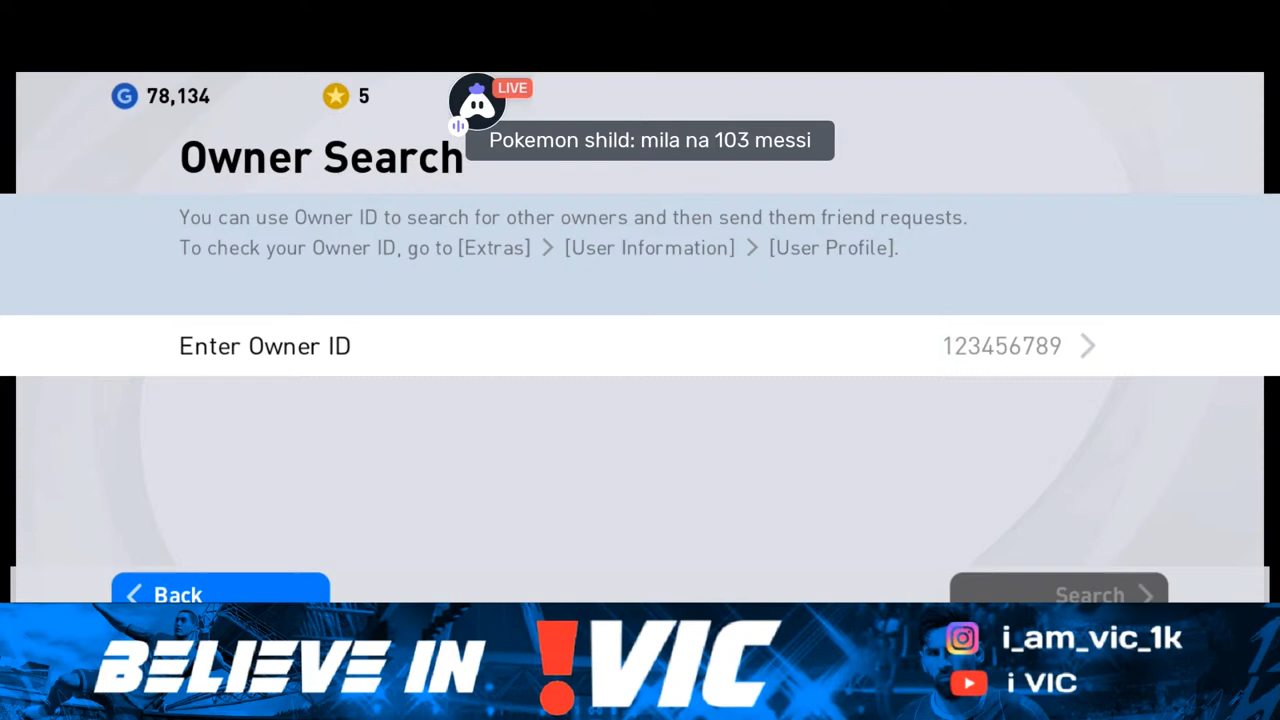 G 78,134
5
LIVE
Pokemon shild: mila na 103 messi
Owner Search
You can use Owner ID to search for other owners and then send them friend requests.
To check your Owner ID, go to [Extras] > [User Information] > [User Profile].
Enter Owner ID
123456789 >
< Back
Search >
BELIEVE IN !VIC
i_am_vic_1k
i VIC